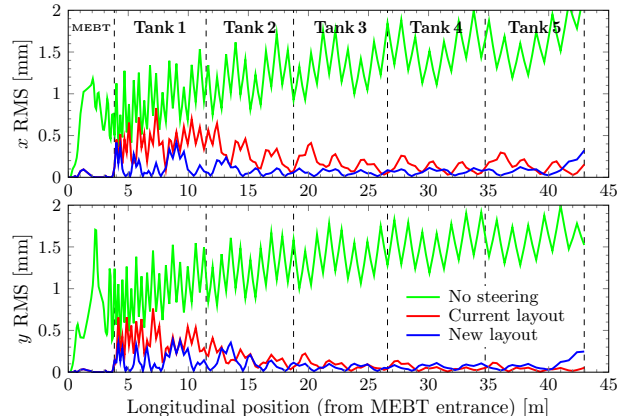 2
1.5
1
0.5
0
x RMS [mm]
MEBT Tank 1 Tank 2 Tank 3 Tank 4 Tank 5
0 5 10 15 20 25 30 35 40 45
2
1.5
1
0.5
0
y RMS [mm]
No steering
Current layout
New layout
0 5 10 15 20 25 30 35 40 45
Longitudinal position (from MEBT entrance) [m]